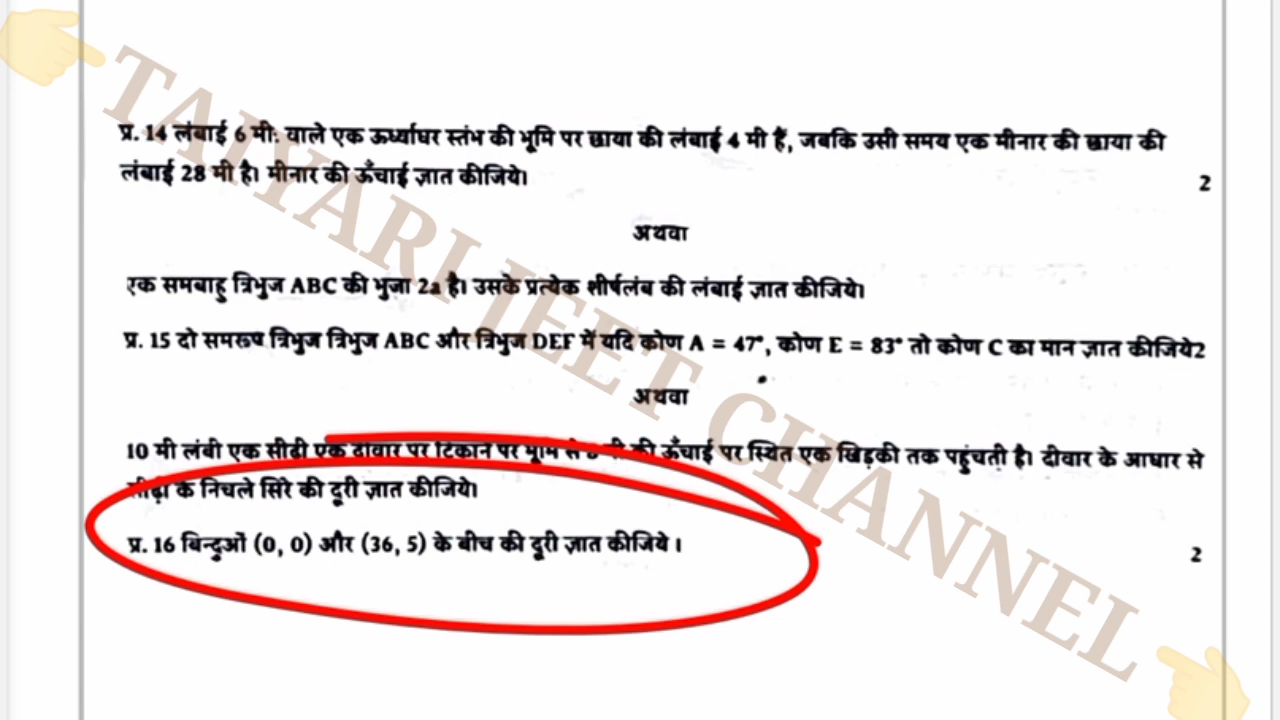 प्र. 14 लंबाई 6 मी. वाले एक ऊर्ध्वाधर स्तंभ की भूमि पर छाया की लंबाई 4 मी हैं, जबकि उसी समय एक मीनार की छाया की
लंबाई 28 मी है। मीनार की ऊँचाई ज्ञात कीजिये। 2
अथवा
एक समबाहु त्रिभुज ABC की भुजा 2a है। उसके प्रत्येक शीर्षलंब की लंबाई ज्ञात कीजिये।
प्र. 15 दो समरूप त्रिभुज त्रिभुज ABC और त्रिभुज DEF में यदि कोण A = 47°, कोण E = 83° तो कोण C का मान ज्ञात कीजिये2
अथवा
10 मी लंबी एक सीढी एक दीवार पर टिकाने पर भूमि से की ऊँचाई पर स्थित एक खिड़की तक पहुंचती है। दीवार के आधार से
सीढ़ी के निचले सिरे की दूरी ज्ञात कीजिये।
प्र. 16 बिन्दुओं (0, 0) और (36, 5) के बीच की दूरी ज्ञात कीजिये । 2
TAIYARI JEET CHANNEL